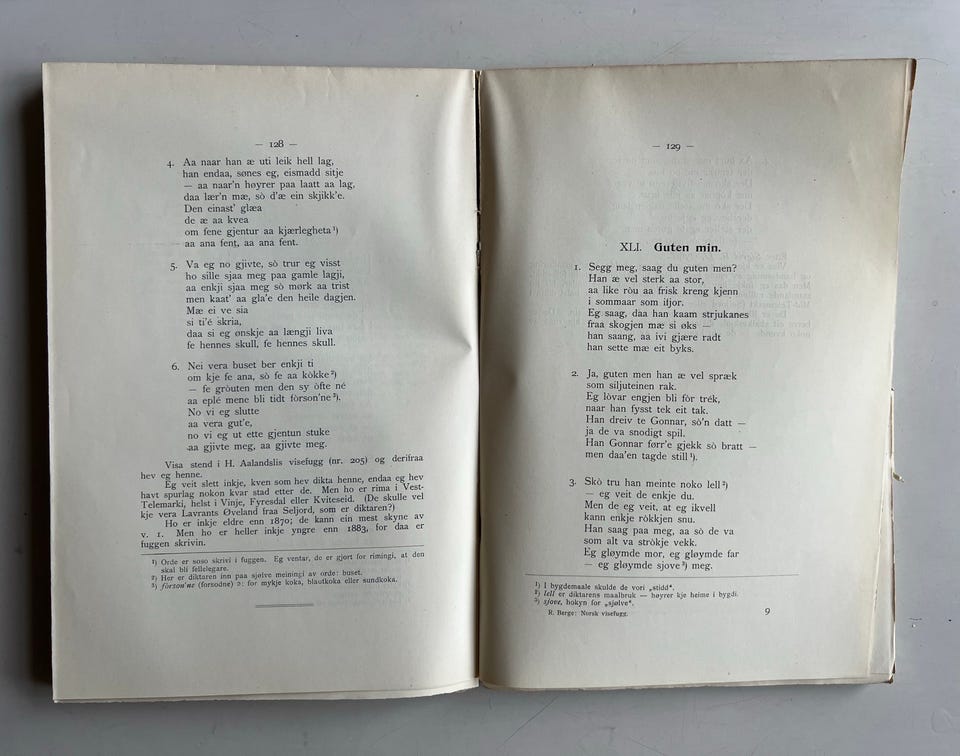 — 128 —
4. Aa naar han æ uti leik hell lag,
han endaa, sønes eg, eismadd sitje
— aa naar'n høyrer paa laatt aa lag,
daa lær'n mæ, sò d'æ ein skjikk'e.
Den einast' glæa
de æ aa kvea
om fene gjentur aa kjærlegheta¹)
aa ana fent, aa ana fent.
5. Va eg no gjivte, sò trur eg visst
ho sille sjaa meg paa gamle lagji,
aa enkji sjaa meg sò mørk aa trist
men kaat' aa gla'e den heile dagjen.
Mæ ei ve sia
si ti'é skria,
daa si eg ønskje aa længji liva
fe hennes skull, fe hennes skull.
6. Nei vera buset ber enkji ti
om kje fe ana, sò fe aa kòkke²)
— fe gròuten men den sy òfte né
aa eplé mene bli tidt fòrson'ne³).
No vi eg slutte
aa vera gut'e,
no vi eg ut ette gjentun stuke
aa gjivte meg, aa gjivte meg.
Visa stend i H. Aalandslis visefugg (nr. 205) og derifraa
hev eg henne.
Eg veit slett inkje, kven som hev dikta henne, endaa eg hev
havt spurlag nokon kvar stad etter de. Men ho er rima i Vest-
Telemarki, helst i Vinje, Fyresdal eller Kviteseid. (De skulle vel
kje vera Lavrants Øveland fraa Seljord, som er diktaren?)
Ho er inkje eldre enn 1870; de kann ein mest skyne av
v. 1. Men ho er heller inkje yngre enn 1883, for daa er
fuggen skrivin.
¹) Orde er soso skrivi i fuggen. Eg ventar, de er gjort for rimingi, at den
skal bli fellelegare.
²) Her er diktaren inn paa sjølve meiningi av orde: buset.
³) fòrson'ne (forsodne) ɔ: for mykje koka, blautkoka eller sundkoka.
— 129 —
XLI. Guten min.
1. Segg meg, saag du guten men?
Han æ vel sterk aa stor,
aa like ròu aa frisk kreng kjenn
i sommaar som ifjor.
Eg saag, daa han kaam strjukanes
fraa skogjen mæ si øks —
han saang, aa ivi gjære radt
han sette mæ eit byks.
2. Ja, guten men han æ vel spræk
som siljuteinen rak.
Eg lòvar engjen bli fòr trék,
naar han fysst tek eit tak.
Han dreiv te Gonnar, sò'n datt —
ja de va snodigt spil.
Han Gonnar førr'e gjekk sò bratt —
men daa'en tagde still¹).
3. Skò tru han meinte noko lell²)
— eg veit de enkje du.
Men de eg veit, at eg ikvell
kann enkje ròkkjen snu.
Han saag paa meg, aa sò de va
som alt va stròkje vekk.
Eg gløymde mor, eg gløymde far
— eg gløymde sjove³) meg.
¹) I bygdemaale skulde de vori „stidd“.
²) lell er diktarens maalbruk — høyrer kje heime i bygdi.
³) sjove, hokyn for „sjølve“.
R. Berge: Norsk visefugg. 9